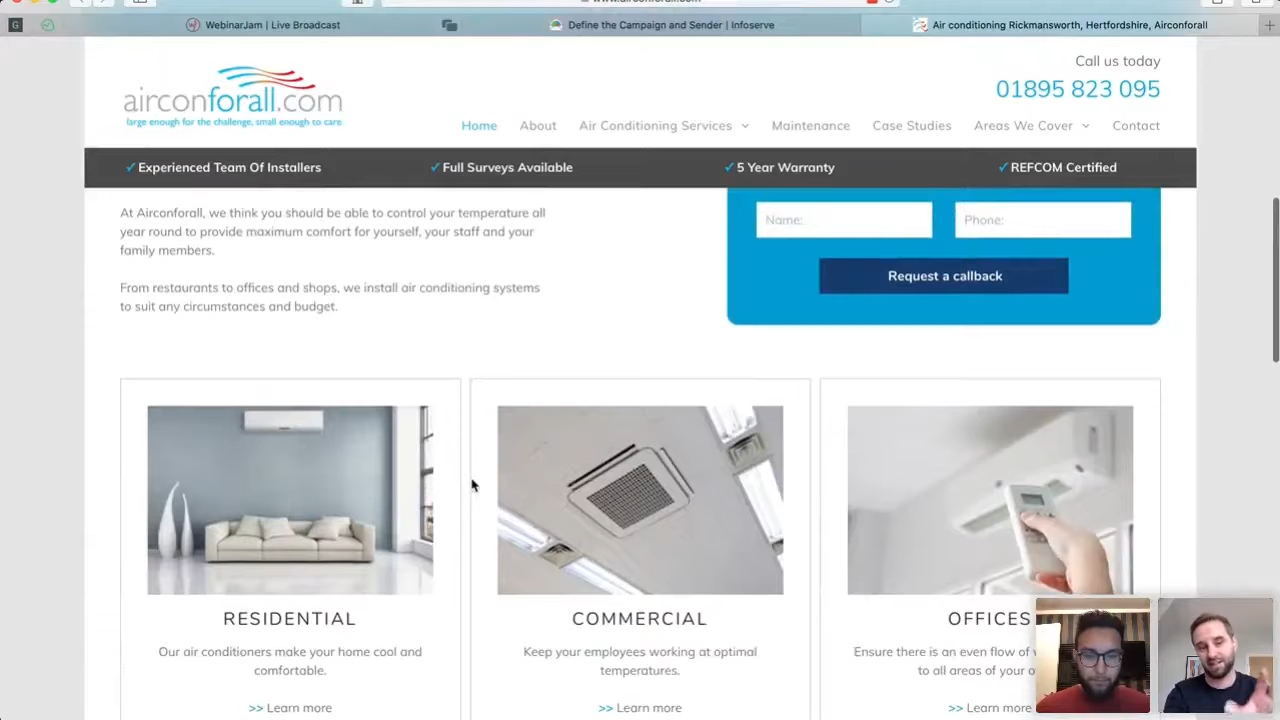 WebinarJam | Live Broadcast
Define the Campaign and Sender | Infoserve
Air conditioning Rickmansworth, Hertfordshire, Airconforall
G
airconforall.com
large enough for the challenge, small enough to care
Call us today
01895 823 095
Home
About
Air Conditioning Services
Maintenance
Case Studies
Areas We Cover
Contact
✓ Experienced Team Of Installers
✓ Full Surveys Available
✓ 5 Year Warranty
✓ REFCOM Certified
At Airconforall, we think you should be able to control your temperature all
year round to provide maximum comfort for yourself, your staff and your
family members.
From restaurants to offices and shops, we install air conditioning systems
to suit any circumstances and budget.
Name:
Phone:
Request a callback
RESIDENTIAL
Our air conditioners make your home cool and
comfortable.
>> Learn more
COMMERCIAL
Keep your employees working at optimal
temperatures.
>> Learn more
OFFICES
Ensure there is an even flow of
to all areas of your
>> Learn more